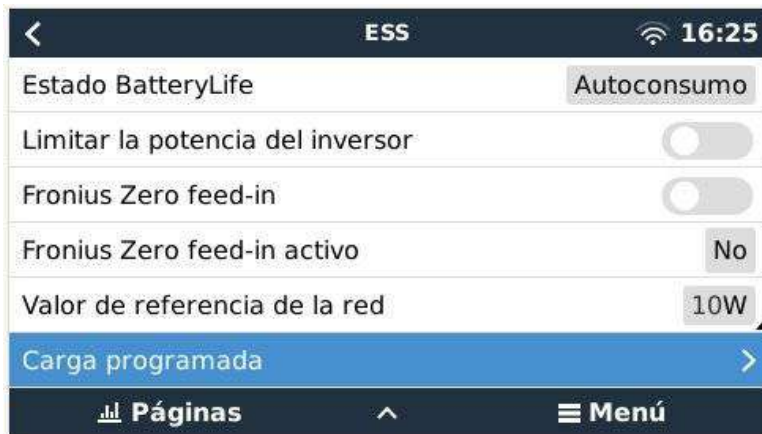 ESS 16:25
Estado BatteryLife Autoconsumo
Limitar la potencia del inversor
Fronius Zero feed-in
Fronius Zero feed-in activo No
Valor de referencia de la red 10W
Carga programada
Páginas Menú